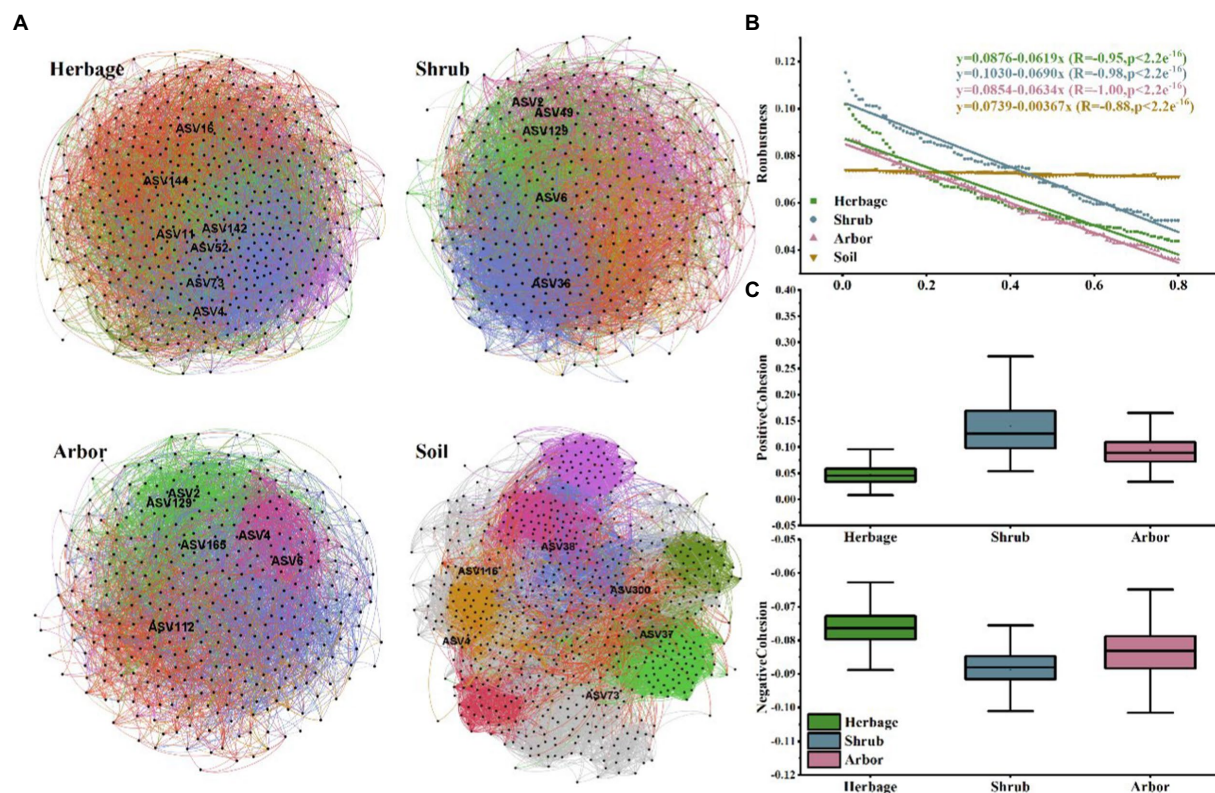 A
Herbage
ASV16
ASV144
ASV11
ASV142
ASV52
ASV73
ASV4
Shrub
ASV2
ASV49
ASV129
ASV6
ASV36
Arbor
ASV2
ASV129
ASV165
ASV4
ASV6
ASV112
Soil
ASV38
ASV116
ASV300
ASV4
ASV37
ASV73
B
y=0.0876-0.0619x (R=-0.95,p<2.2e-16)
y=0.1030-0.0690x (R=-0.98,p<2.2e-16)
y=0.0854-0.0634x (R=-1.00,p<2.2e-16)
y=0.0739-0.00367x (R=-0.88,p<2.2e-16)
Roubustness
0.12
0.10
0.08
0.06
0.04
Herbage
Shrub
Arbor
Soil
0.0 0.2 0.4 0.6 0.8
C
PositiveCohesion
0.40
0.35
0.30
0.25
0.20
0.15
0.10
0.05
0.00
-0.05
Herbage Shrub Arbor
NegativeCohesion
-0.05
-0.06
-0.07
-0.08
-0.09
-0.10
-0.11
-0.12
Herbage
Shrub
Arbor
Herbage Shrub Arbor